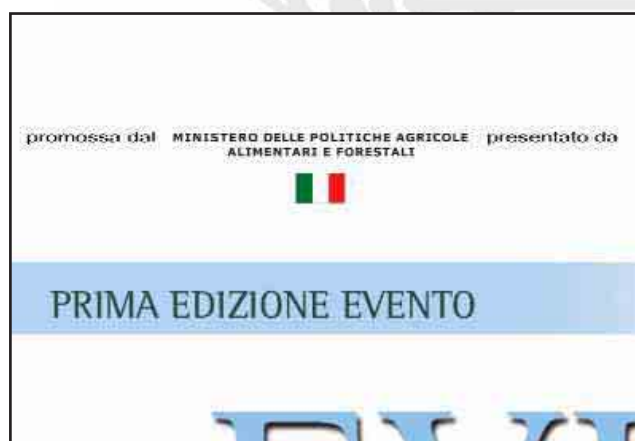 promossa dal MINISTERO DELLE POLITICHE AGRICOLE presentato da
ALIMENTARI E FORESTALI
PRIMA EDIZIONE EVENTO